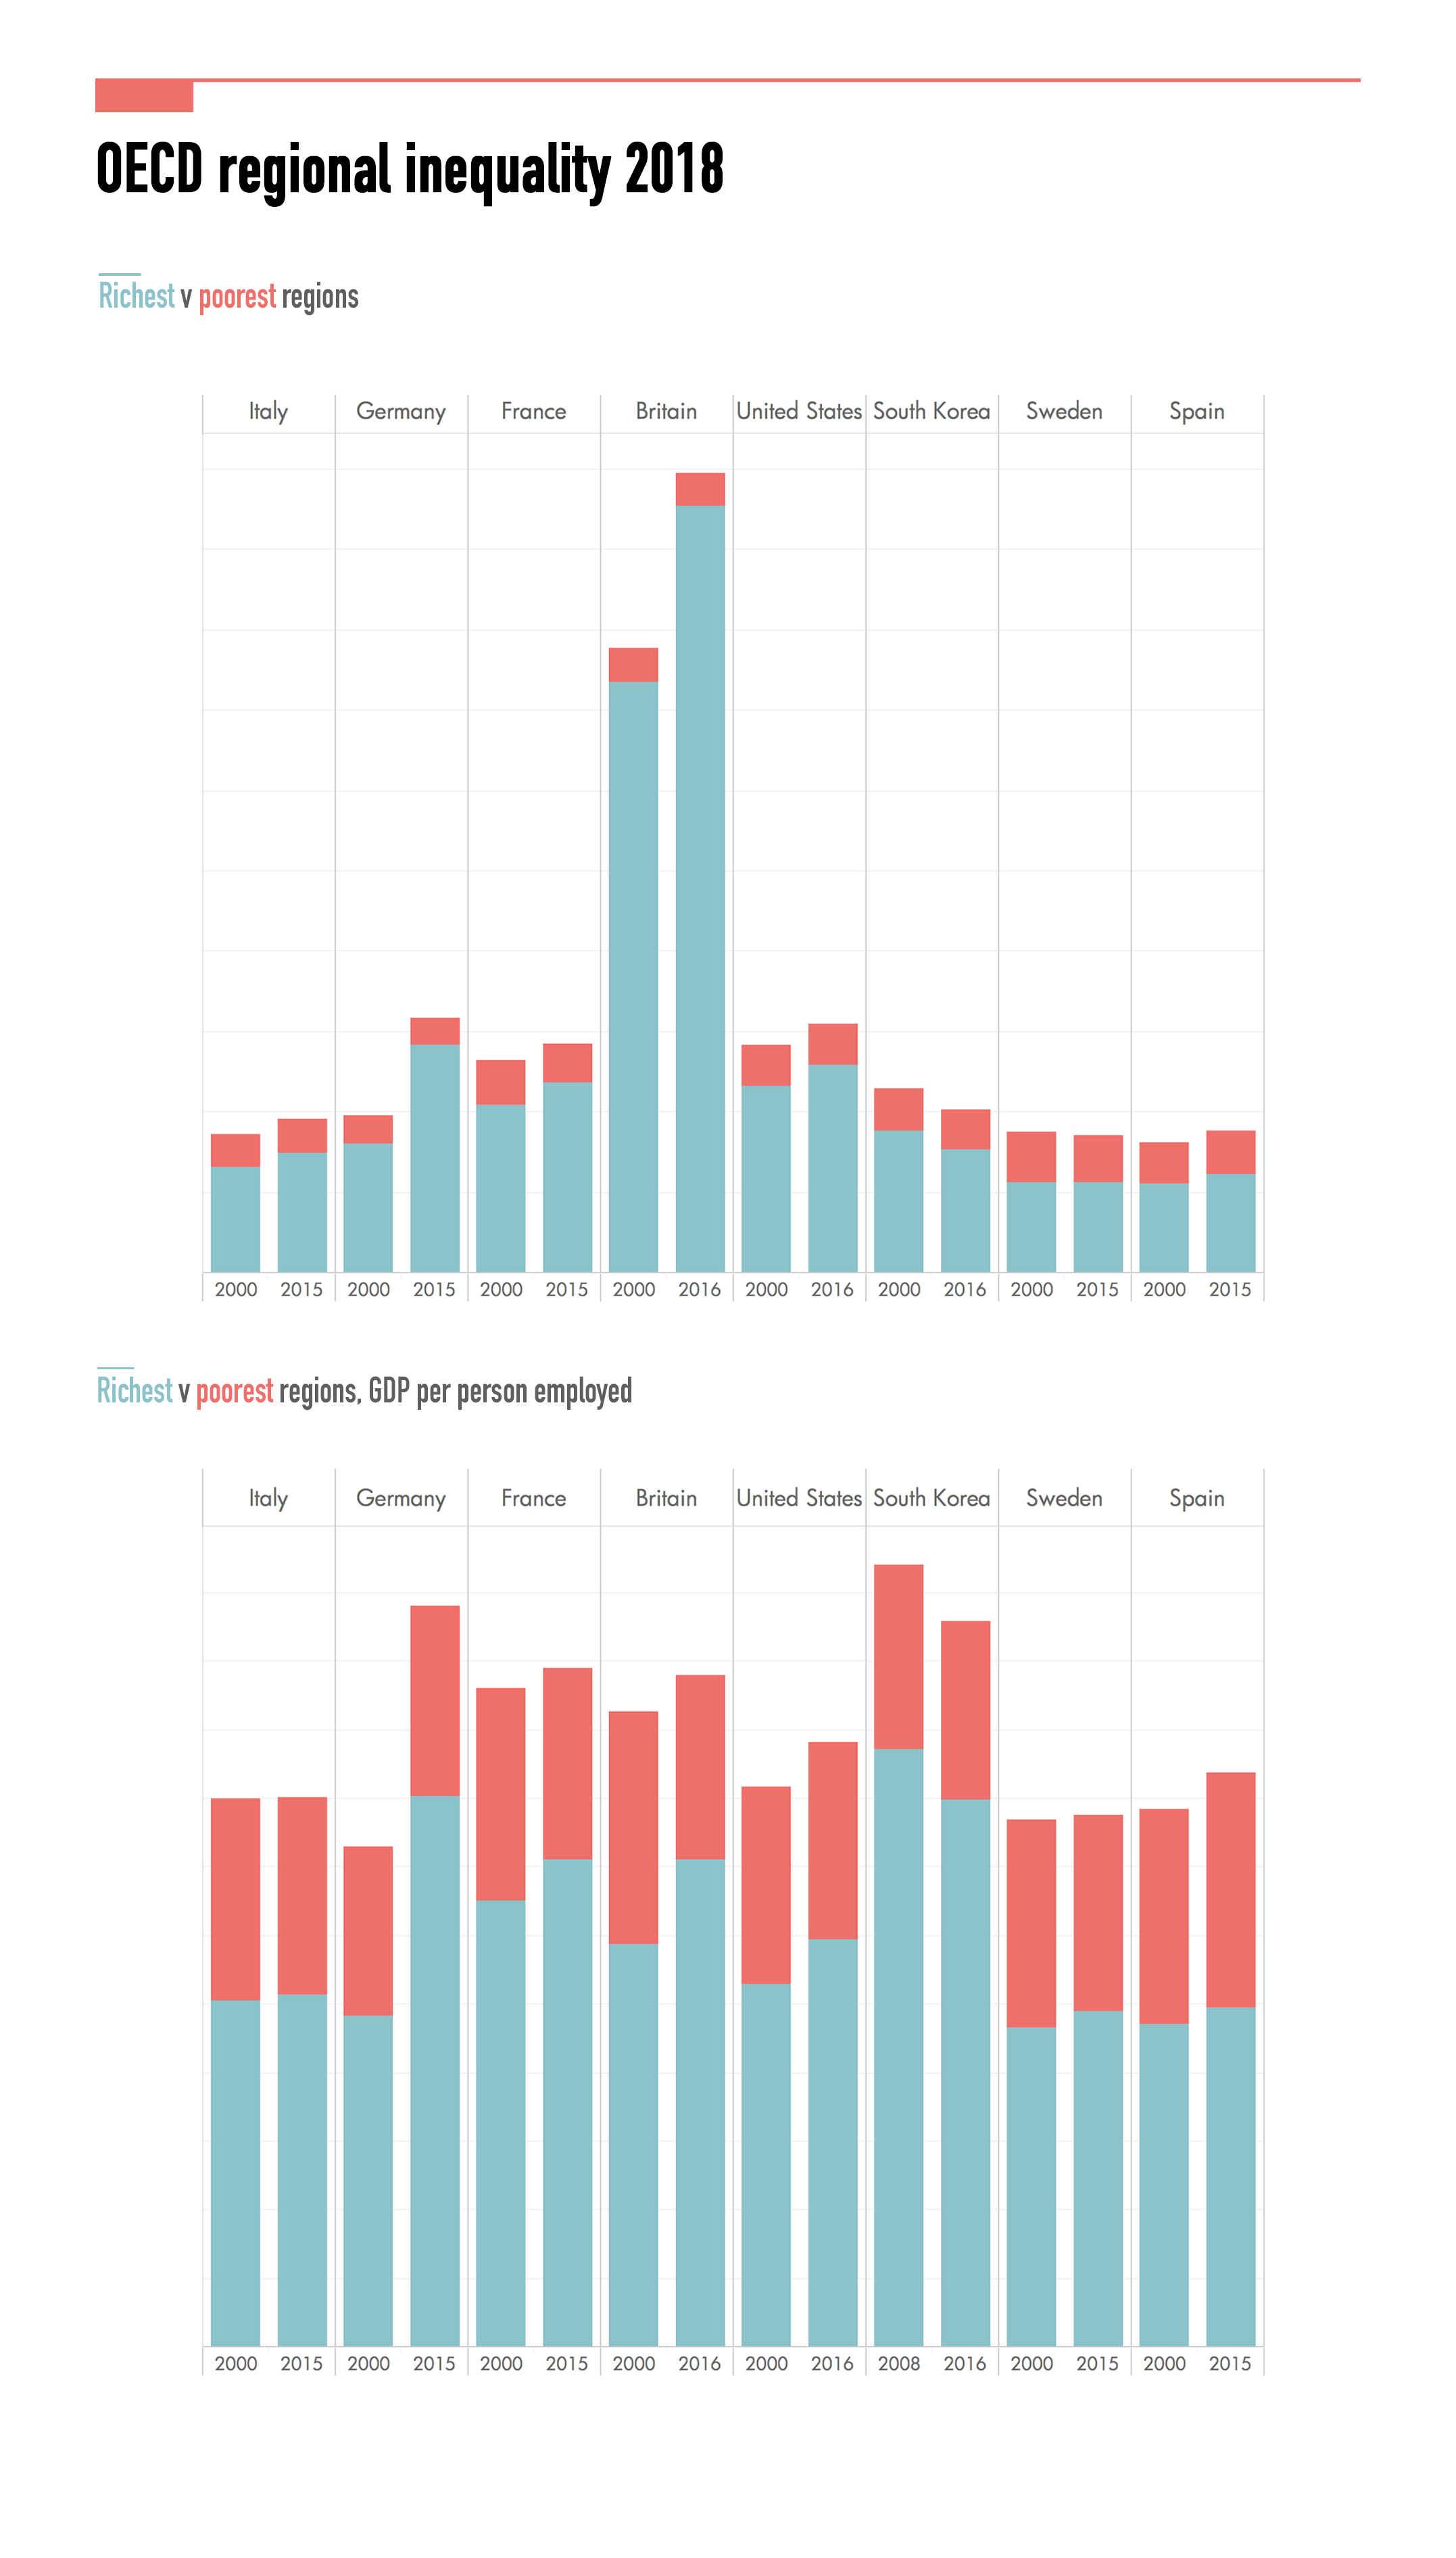 OECD regional inequality 2018
Richest v poorest regions
Italy Germany France Britain United States South Korea Sweden Spain
2000 2015 2000 2015 2000 2015 2000 2016 2000 2016 2000 2016 2000 2015 2000 2015
Richest v poorest regions, GDP per person employed
Italy Germany France Britain United States South Korea Sweden Spain
2000 2015 2000 2015 2000 2015 2000 2016 2000 2016 2008 2016 2000 2015 2000 2015